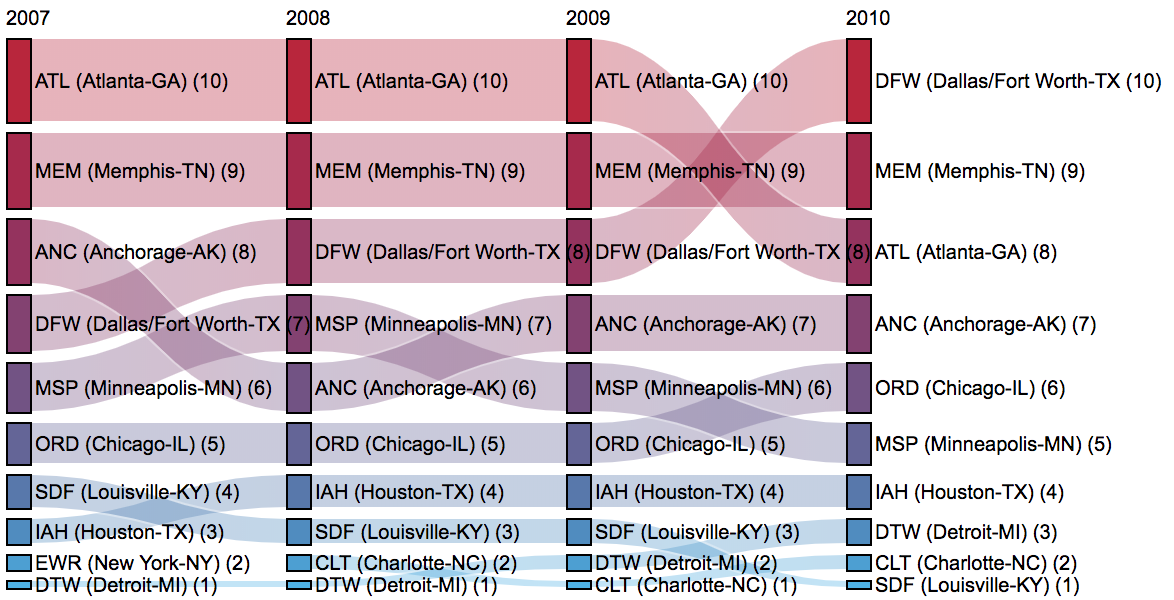 2007 2008 2009 2010
ATL (Atlanta-GA) (10) ATL (Atlanta-GA) (10) ATL (Atlanta-GA) (10) DFW (Dallas/Fort Worth-TX (10)
MEM (Memphis-TN) (9) MEM (Memphis-TN) (9) MEM (Memphis-TN) (9) MEM (Memphis-TN) (9)
ANC (Anchorage-AK) (8) DFW (Dallas/Fort Worth-TX (8) DFW (Dallas/Fort Worth-TX (8) ATL (Atlanta-GA) (8)
DFW (Dallas/Fort Worth-TX (7) MSP (Minneapolis-MN) (7) ANC (Anchorage-AK) (7) ANC (Anchorage-AK) (7)
MSP (Minneapolis-MN) (6) ANC (Anchorage-AK) (6) MSP (Minneapolis-MN) (6) ORD (Chicago-IL) (6)
ORD (Chicago-IL) (5) ORD (Chicago-IL) (5) ORD (Chicago-IL) (5) MSP (Minneapolis-MN) (5)
SDF (Louisville-KY) (4) IAH (Houston-TX) (4) IAH (Houston-TX) (4) IAH (Houston-TX) (4)
IAH (Houston-TX) (3) SDF (Louisville-KY) (3) SDF (Louisville-KY) (3) DTW (Detroit-MI) (3)
EWR (New York-NY) (2) CLT (Charlotte-NC) (2) DTW (Detroit-MI) (2) CLT (Charlotte-NC) (2)
DTW (Detroit-MI) (1) DTW (Detroit-MI) (1) CLT (Charlotte-NC) (1) SDF (Louisville-KY) (1)